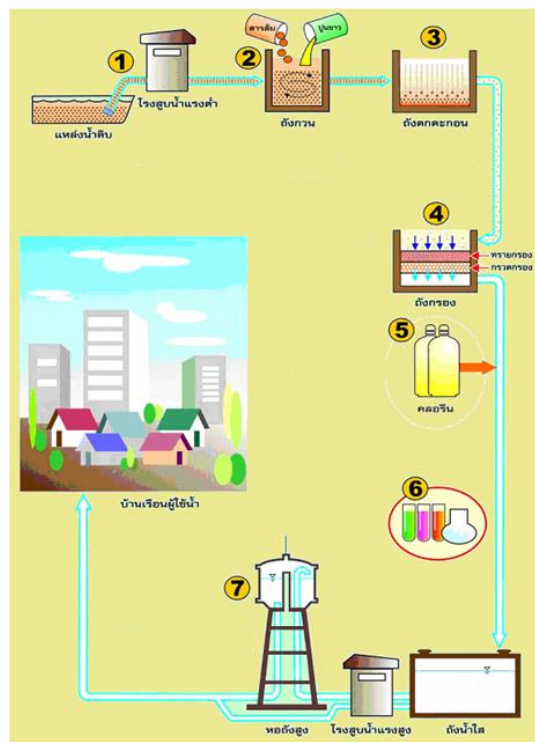 1
โรงสูบน้ำแรงต่ำ
แหล่งน้ำดิบ
2
สารส้ม
ปูนขาว
ถังกวน
3
ถังตกตะกอน
4
ทรายกรอง
กรวดกรอง
ถังกรอง
5
คลอรีน
6
บ้านเรือนผู้ใช้น้ำ
7
หอถังสูง
โรงสูบน้ำแรงสูง
ถังน้ำใส